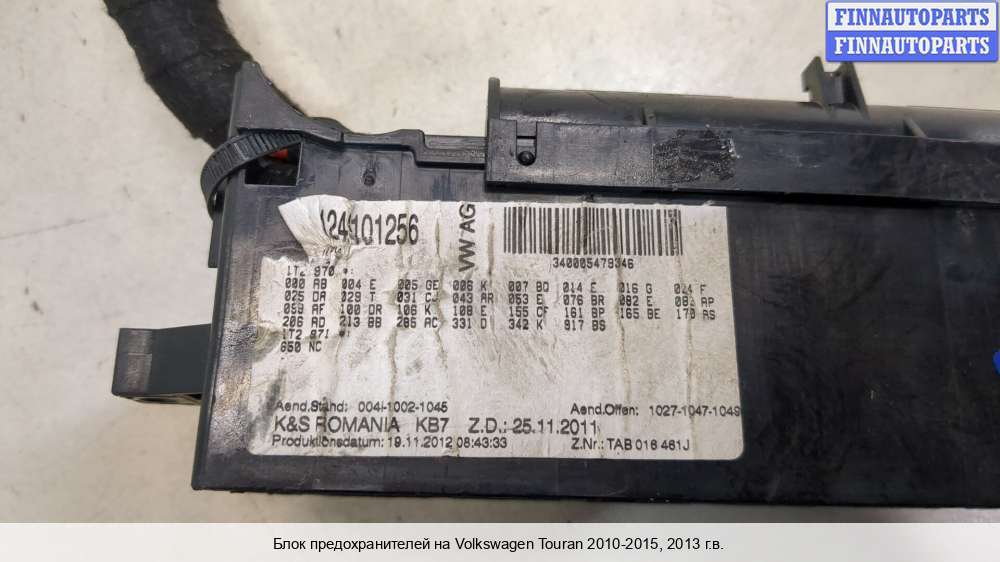 FINNAUTOPARTS
FINNAUTOPARTS
124101256
VW AG
340005479346
1T2 970
000 AB 004 E 005 GE 006 K 007 BQ 014 E 016 G 024 F
025 DA 029 T 031 CJ 043 AR 053 E 076 BR 082 E AP
059 AF 100 DR 106 K 108 E 155 CF 161 BP 165 BE 170 AS
206 AD 213 BB 285 AC 331 D 342 K 917 BS
1T2 971
650 NC
Aend.Stand: 004I-1002-1045 Aend.Offen: 1027-1047-1049
K&S ROMANIA KB7 Z.D.: 25.11.2011
Produktionsdatum: 19.11.2012 08:43:33 Z.Nr.: TAB 016 461J
Блок предохранителей на Volkswagen Touran 2010-2015, 2013 г.в.